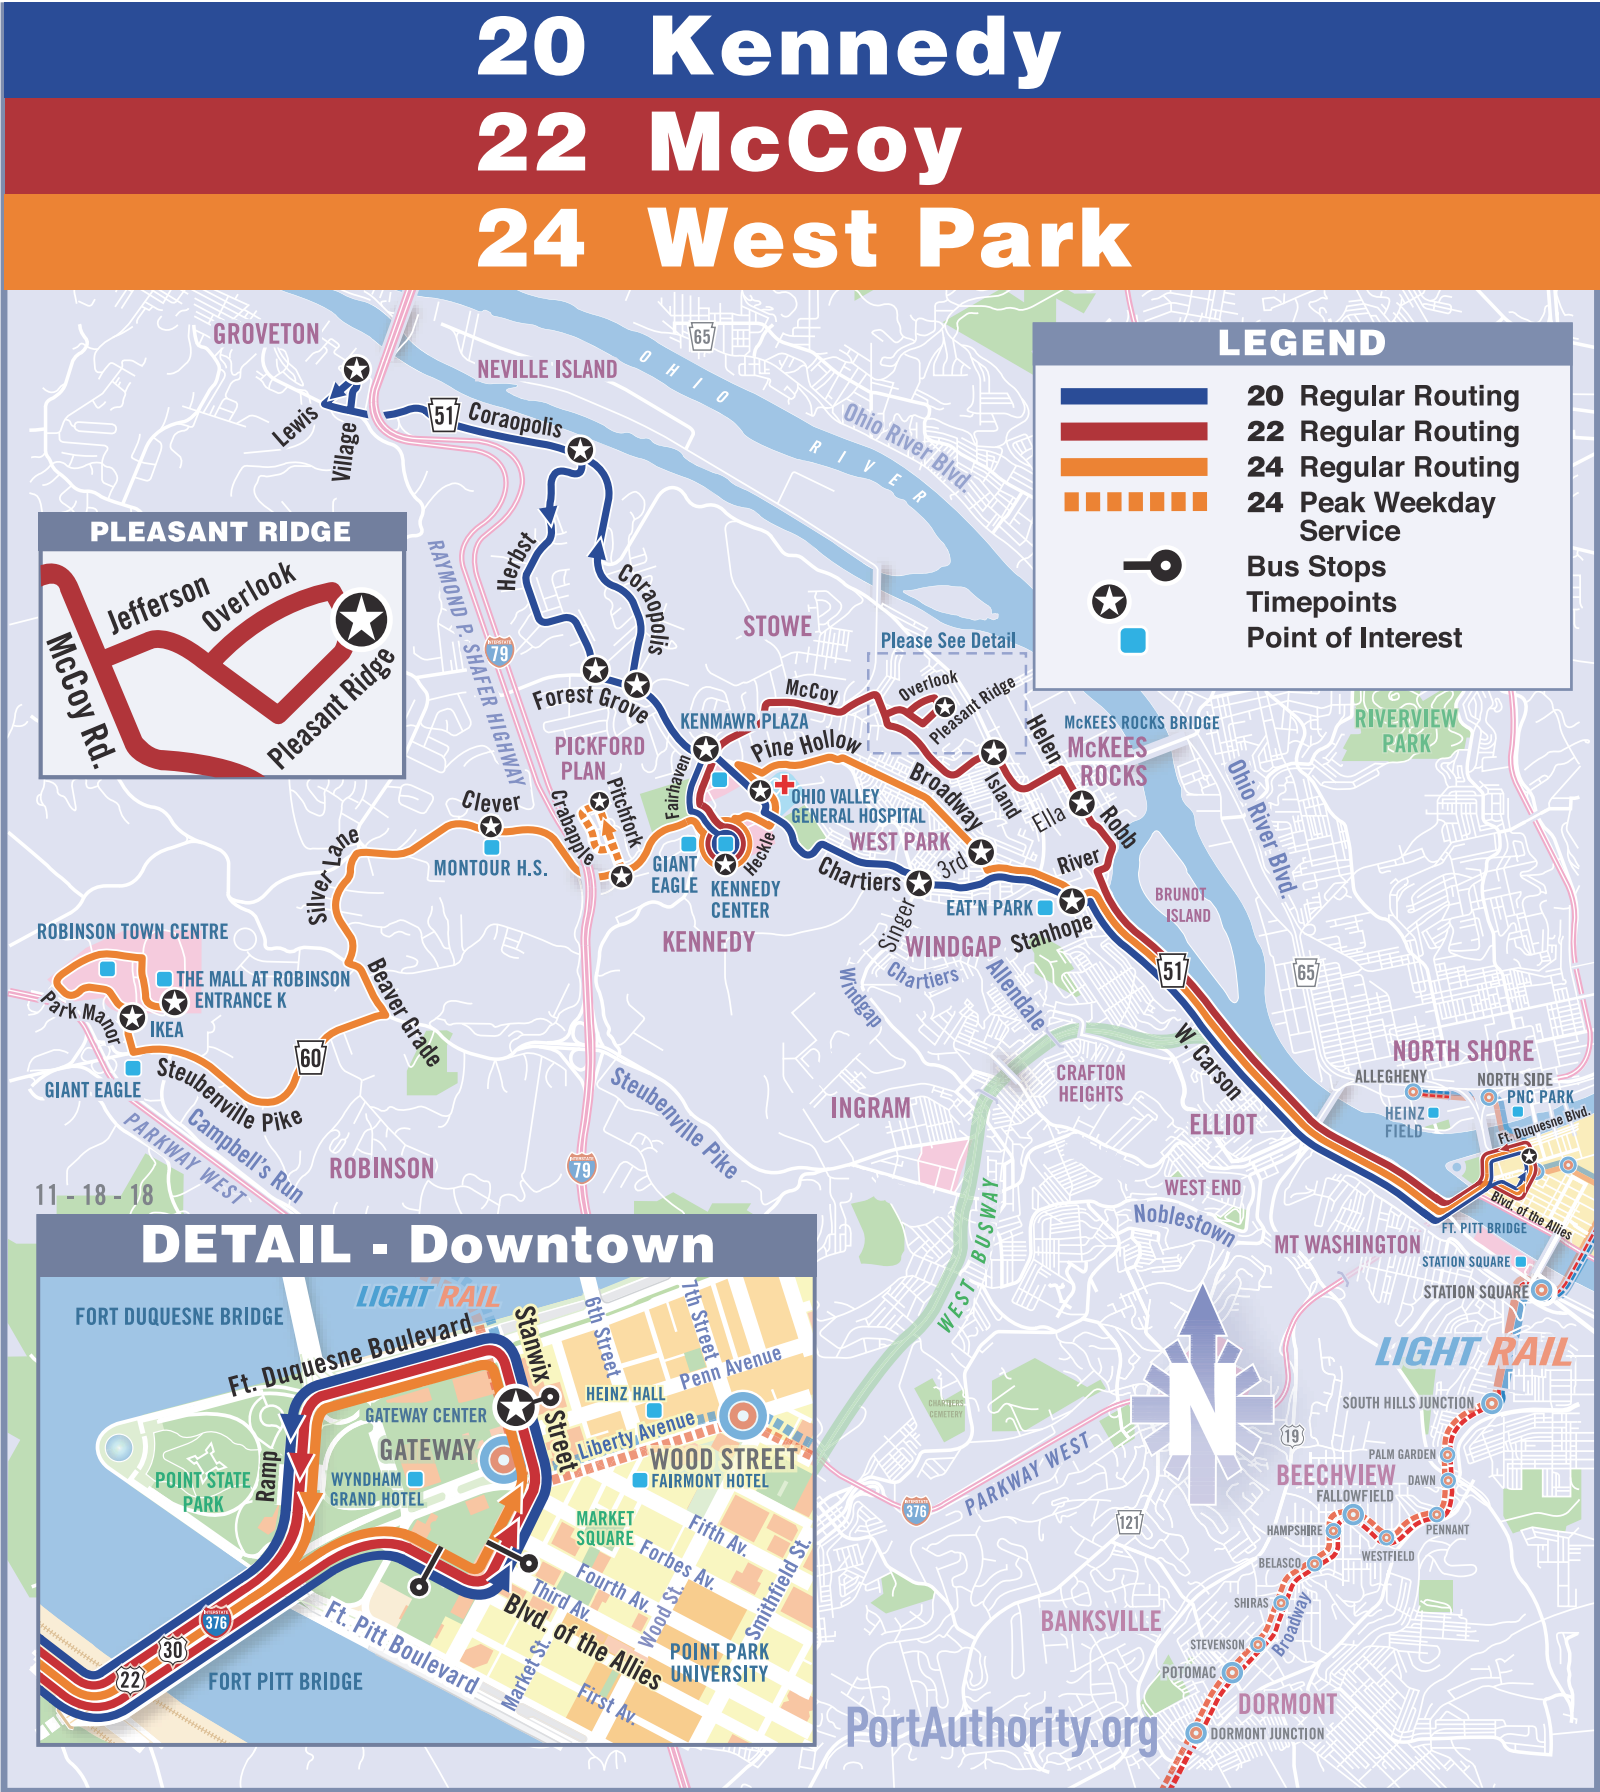 20 Kennedy
22 McCoy
24 West Park
LEGEND
20 Regular Routing
22 Regular Routing
24 Regular Routing
24 Peak Weekday
Service
Bus Stops
Timepoints
Point of Interest
GROVETON
NEVILLE ISLAND
65
OHIO RIVER
Ohio River Blvd.
Lewis
Village
51
Coraopolis
PLEASANT RIDGE
Jefferson
Overlook
McCoy Rd.
Pleasant Ridge
RAYMOND P. SHAFER HIGHWAY
INTERSTATE
79
Herbst
Coraopolis
Forest Grove
STOWE
Please See Detail
McCoy
Overlook
Pleasant Ridge
KENMAWR PLAZA
Pine Hollow
Helen
McKEES ROCKS BRIDGE
McKEES
ROCKS
RIVERVIEW
PARK
PICKFORD
PLAN
Fairhaven
Pitchfork
Crabapple
Clever
MONTOUR H.S.
Silver Lane
OHIO VALLEY
GENERAL HOSPITAL
Broadway
Island
Ella
Robb
Ohio River Blvd.
WEST PARK
3rd
River
GIANT
EAGLE
KENNEDY
CENTER
Heckle
Chartiers
Singer
EAT'N PARK
Stanhope
BRUNOT
ISLAND
KENNEDY
WINDGAP
Chartiers
Windgap
Allendale
51
65
ROBINSON TOWN CENTRE
THE MALL AT ROBINSON
ENTRANCE K
Park Manor
IKEA
Beaver Grade
GIANT EAGLE
Steubenville Pike
60
W. Carson
NORTH SHORE
ALLEGHENY
NORTH SIDE
PNC PARK
HEINZ
FIELD
Ft. Duquesne Blvd.
CRAFTON
HEIGHTS
INGRAM
ELLIOT
Steubenville Pike
Campbell's Run
PARKWAY WEST
ROBINSON
INTERSTATE
79
11 - 18 - 18
WEST END
Noblestown
WEST BUSWAY
Blvd. of the Allies
FT. PITT BRIDGE
MT WASHINGTON
STATION SQUARE
STATION SQUARE
LIGHT RAIL
N
DETAIL - Downtown
FORT DUQUESNE BRIDGE
LIGHT RAIL
Ft. Duquesne Boulevard
Stanwix
Street
6th Street
7th Street
Penn Avenue
HEINZ HALL
GATEWAY CENTER
GATEWAY
Liberty Avenue
WOOD STREET
FAIRMONT HOTEL
Ramp
POINT STATE
PARK
WYNDHAM
GRAND HOTEL
MARKET
SQUARE
Fifth Av.
Forbes Av.
Fourth Av.
Third Av.
Wood St.
Smithfield St.
Blvd. of the Allies
Ft. Pitt Boulevard
Market St.
First Av.
POINT PARK
UNIVERSITY
INTERSTATE
376
30
22
FORT PITT BRIDGE
CHARTIERS
CEMETERY
PARKWAY WEST
376
121
19
SOUTH HILLS JUNCTION
PALM GARDEN
DAWN
BEECHVIEW
FALLOWFIELD
HAMPSHIRE
PENNANT
WESTFIELD
BELASCO
SHIRAS
Broadway
BANKSVILLE
STEVENSON
POTOMAC
DORMONT
DORMONT JUNCTION
PortAuthority.org